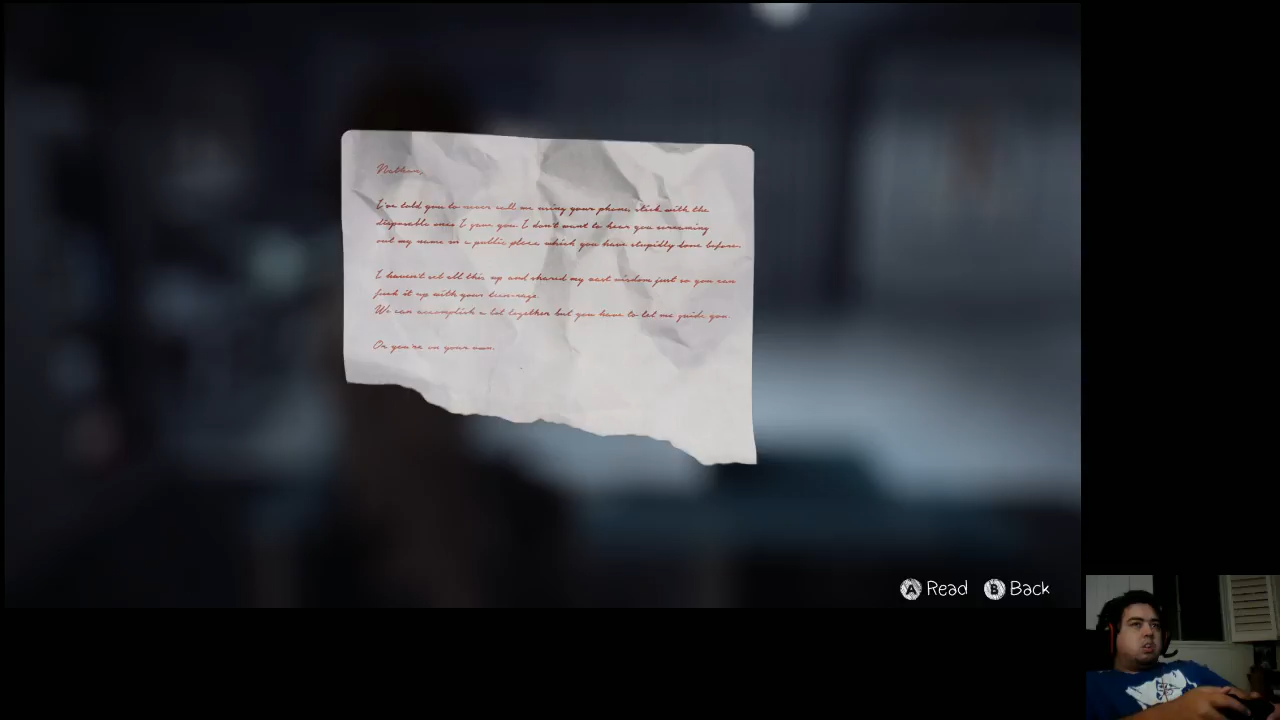 Nathan,
I've told you to never call me using your phone, stick with the
disposable ones I gave you. I don't want to hear you screaming
out my name in a public place which you have stupidly done before.
I haven't set all this up and shared my vast wisdom just so you can
fuck it up with your teen-rage.
We can accomplish a lot together but you have to let me guide you.
Or you're on your own.
A Read B Back